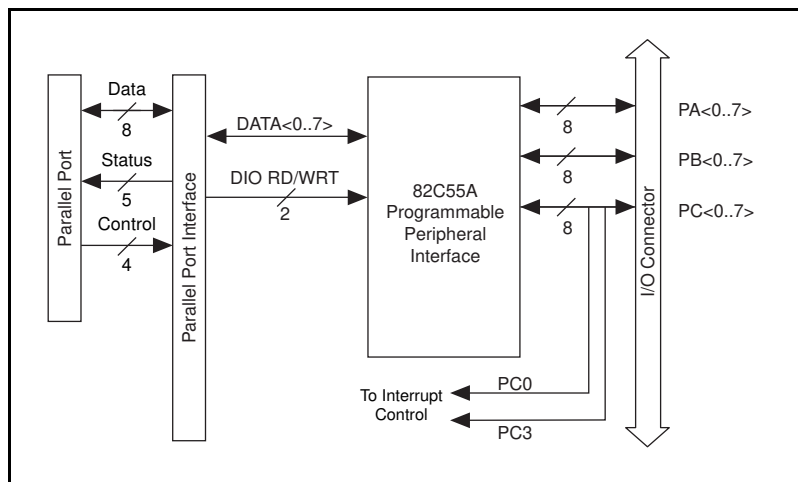 Parallel Port
Data
8
Status
5
Control
4
Parallel Port Interface
DATA<0..7>
DIO RD/WRT
2
82C55A
Programmable
Peripheral
Interface
8
8
8
I/O Connector
PA<0..7>
PB<0..7>
PC<0..7>
To Interrupt
Control
PC0
PC3